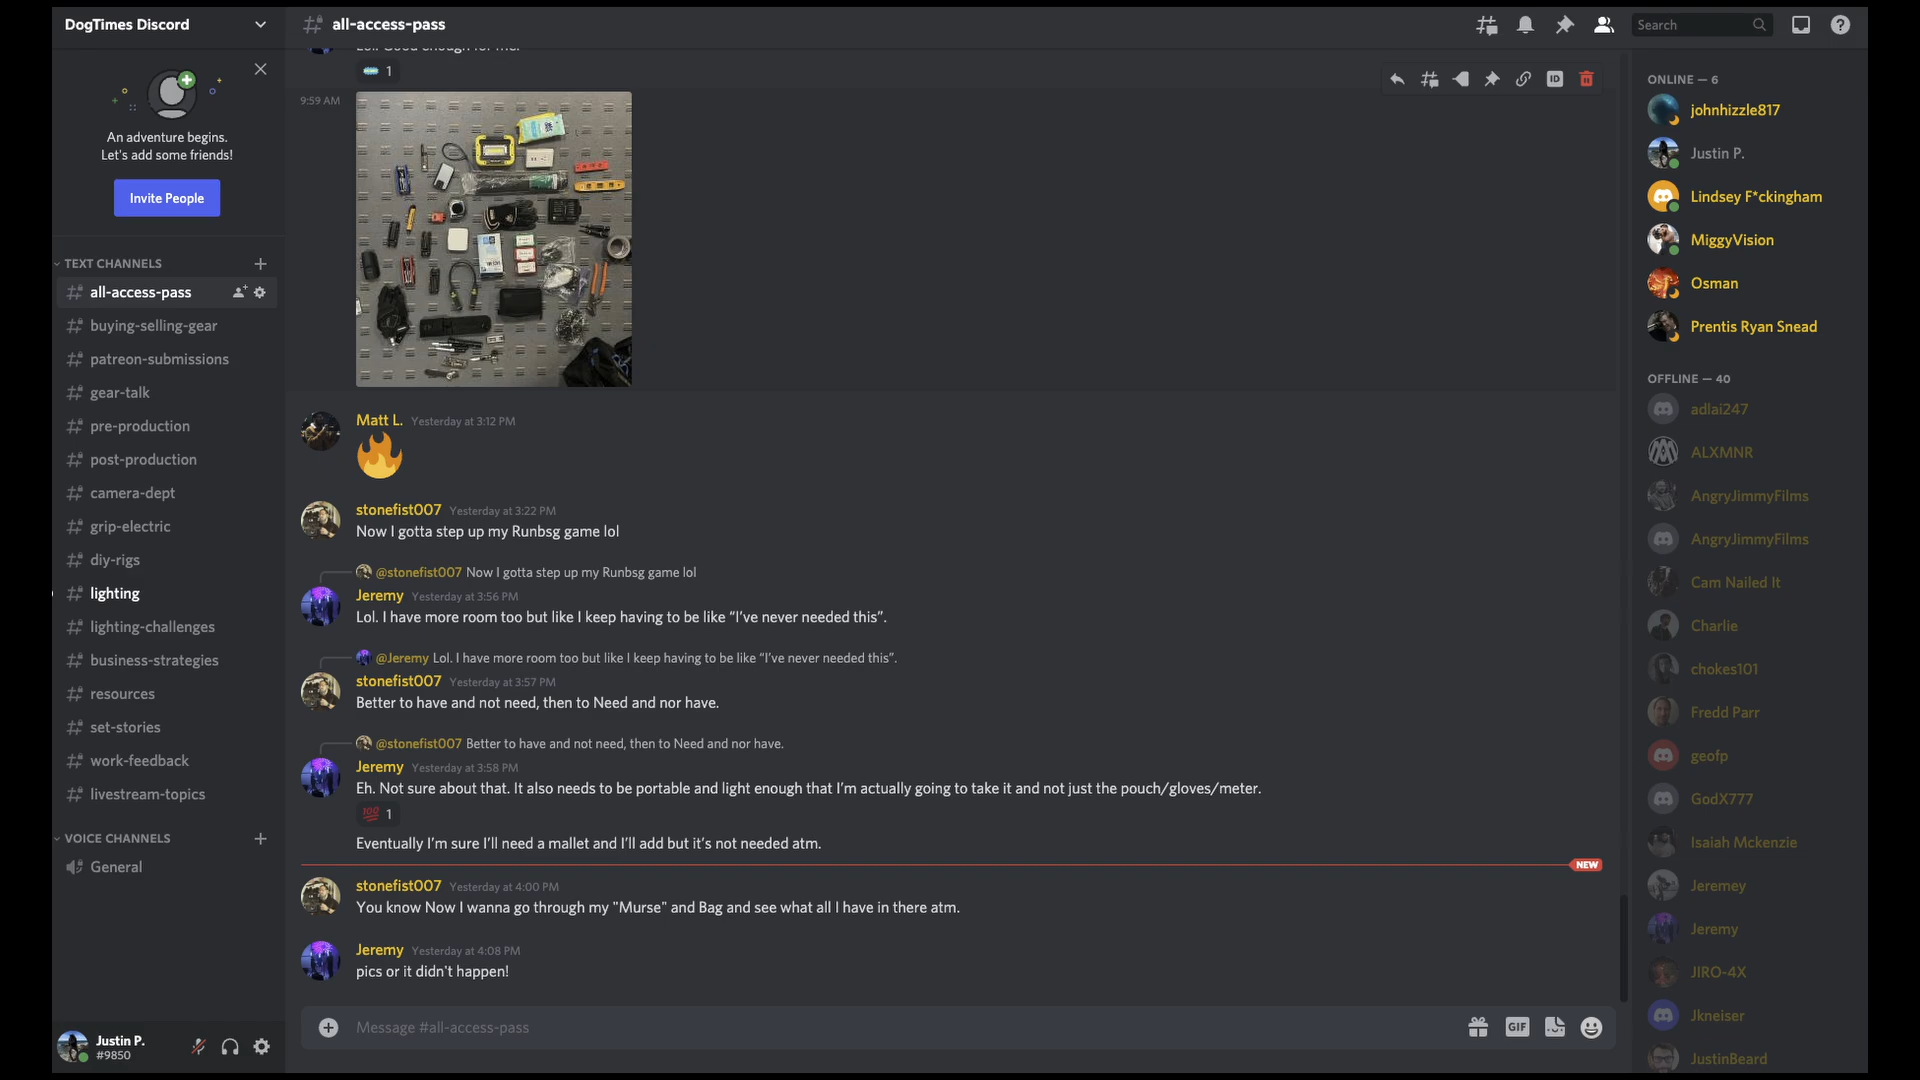 DogTimes Discord
An adventure begins.
Let's add some friends!
Invite People
TEXT CHANNELS
all-access-pass
buying-selling-gear
patreon-submissions
gear-talk
pre-production
post-production
camera-dept
grip-electric
diy-rigs
lighting
lighting-challenges
business-strategies
resources
set-stories
work-feedback
livestream-topics
VOICE CHANNELS
General
Justin P.
#9850
all-access-pass
Search
1
9:59 AM
ID
Matt L. Yesterday at 3:12 PM
stonefist007 Yesterday at 3:22 PM
Now I gotta step up my Runbsg game lol
@stonefist007 Now I gotta step up my Runbsg game lol
Jeremy Yesterday at 3:56 PM
Lol. I have more room too but like I keep having to be like “I’ve never needed this”.
@Jeremy Lol. I have more room too but like I keep having to be like “I’ve never needed this”.
stonefist007 Yesterday at 3:57 PM
Better to have and not need, then to Need and nor have.
@stonefist007 Better to have and not need, then to Need and nor have.
Jeremy Yesterday at 3:58 PM
Eh. Not sure about that. It also needs to be portable and light enough that I’m actually going to take it and not just the pouch/gloves/meter.
100 1
Eventually I’m sure I’ll need a mallet and I’ll add but it’s not needed atm.
NEW
stonefist007 Yesterday at 4:00 PM
You know Now I wanna go through my "Murse" and Bag and see what all I have in there atm.
Jeremy Yesterday at 4:08 PM
pics or it didn't happen!
Message #all-access-pass
GIF
ONLINE — 6
johnhizzle817
Justin P.
Lindsey F*ckingham
MiggyVision
Osman
Prentis Ryan Snead
OFFLINE — 40
adlai247
ALXMNR
AngryJimmyFilms
AngryJimmyFilms
Cam Nailed It
Charlie
chokes101
Fredd Parr
geofp
GodX777
Isaiah Mckenzie
Jeremey
Jeremy
JIRO-4X
Jkneiser
JustinBeard